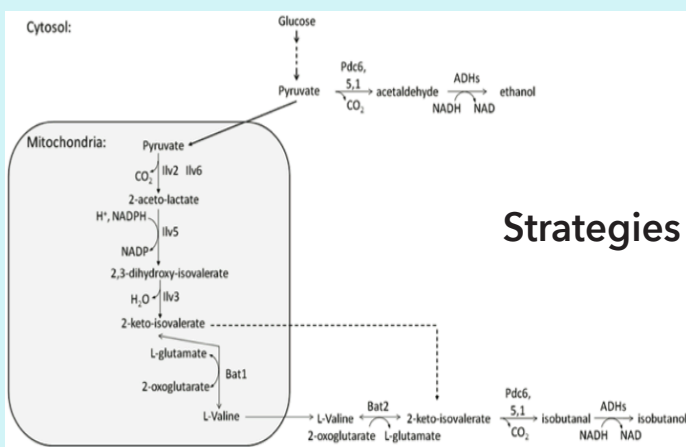 Cytosol:
Glucose
Pyruvate
Pdc6,
5,1
CO2
acetaldehyde
ADHs
NADH NAD
ethanol
Mitochondria:
Pyruvate
CO2
Ilv2 Ilv6
2-aceto-lactate
H+, NADPH
Ilv5
NADP
2,3-dihydroxy-isovalerate
H2O
Ilv3
2-keto-isovalerate
L-glutamate
Bat1
2-oxoglutarate
L-Valine
Strategies
L-Valine
Bat2
2-oxoglutarate L-glutamate
2-keto-isovalerate
Pdc6,
5,1
CO2
isobutanal
ADHs
NADH NAD
isobutanol